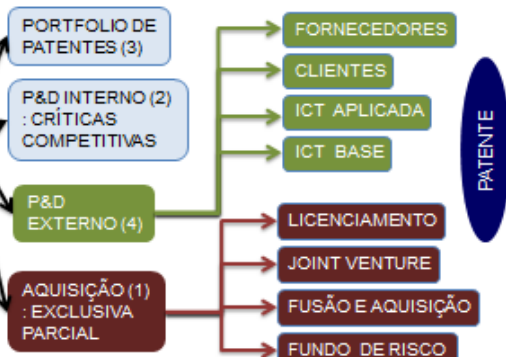 PORTFOLIO DE
PATENTES (3)
P&D INTERNO (2)
: CRÍTICAS
COMPETITIVAS
P&D
EXTERNO (4)
AQUISIÇÃO (1)
: EXCLUSIVA
PARCIAL
FORNECEDORES
CLIENTES
ICT APLICADA
ICT BASE
LICENCIAMENTO
JOINT VENTURE
FUSÃO E AQUISIÇÃO
FUNDO DE RISCO
PATENTE